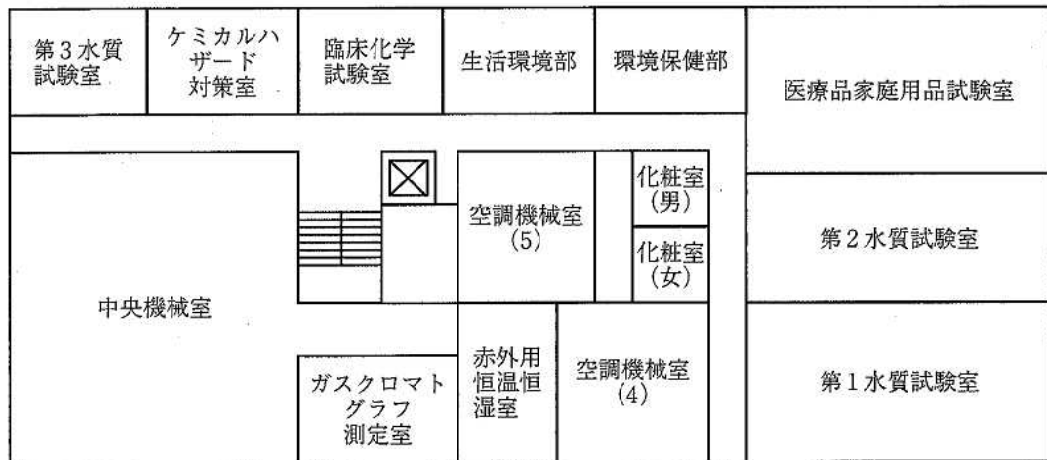 第3水質
試験室
ケミカルハ
ザード
対策室
臨床化学
試験室
生活環境部
環境保健部
医療品家庭用品試験室
中央機械室
空調機械室
(5)
化粧室
(男)
化粧室
(女)
第2水質試験室
ガスクロマト
グラフ
測定室
赤外用
恒温恒
湿室
空調機械室
(4)
第1水質試験室